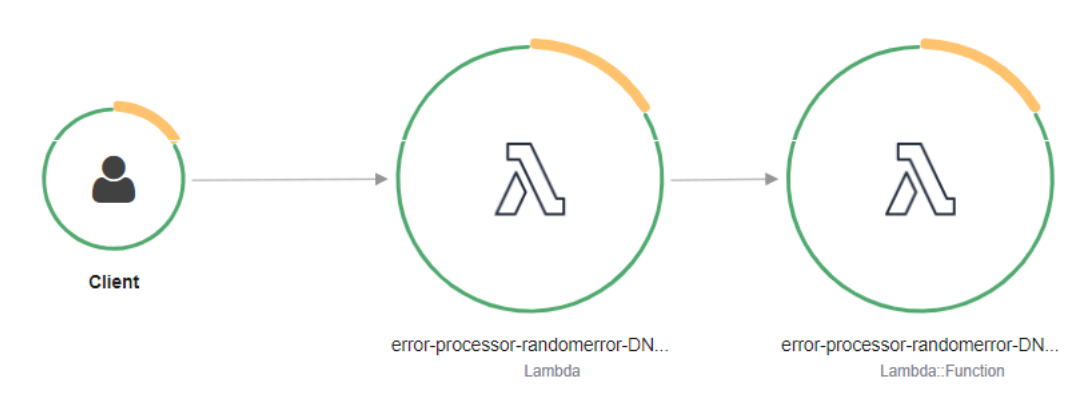 Client
error-processor-randomerror-DN...
Lambda
error-processor-randomerror-DN...
Lambda::Function